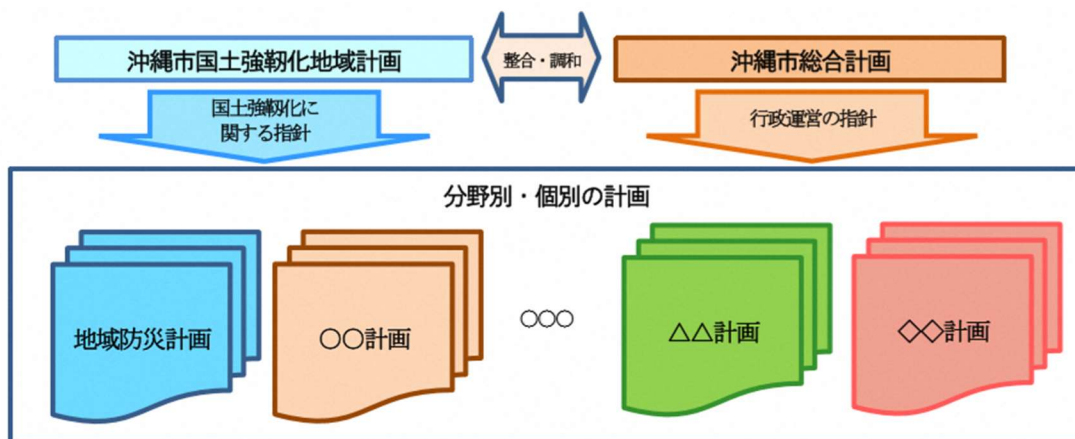 沖縄市国土強靱化地域計画
整合・調和
沖縄市総合計画
国土強靱化に
関する指針
行政運営の指針
分野別・個別の計画
地域防災計画
○○計画
○○○
△△計画
◇◇計画